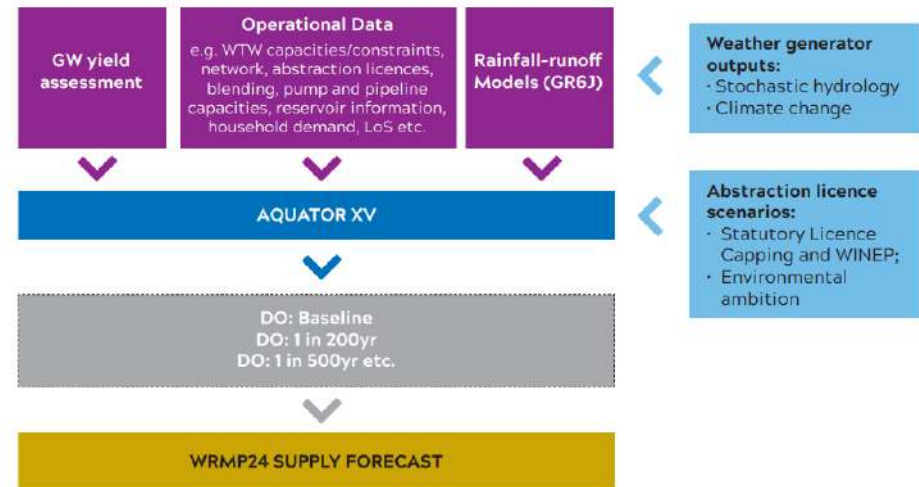 GW yield
assessment
Operational Data
e.g. WTW capacities/constraints,
network, abstraction licences,
blending, pump and pipeline
capacities, reservoir information,
household demand, LoS etc.
Rainfall-runoff
Models (GR6J)
Weather generator
outputs:
· Stochastic hydrology
· Climate change
AQUATOR XV
Abstraction licence
scenarios:
· Statutory Licence
Capping and WINEP;
· Environmental
ambition
DO: Baseline
DO: 1 in 200yr
DO: 1 in 500yr etc.
WRMP24 SUPPLY FORECAST